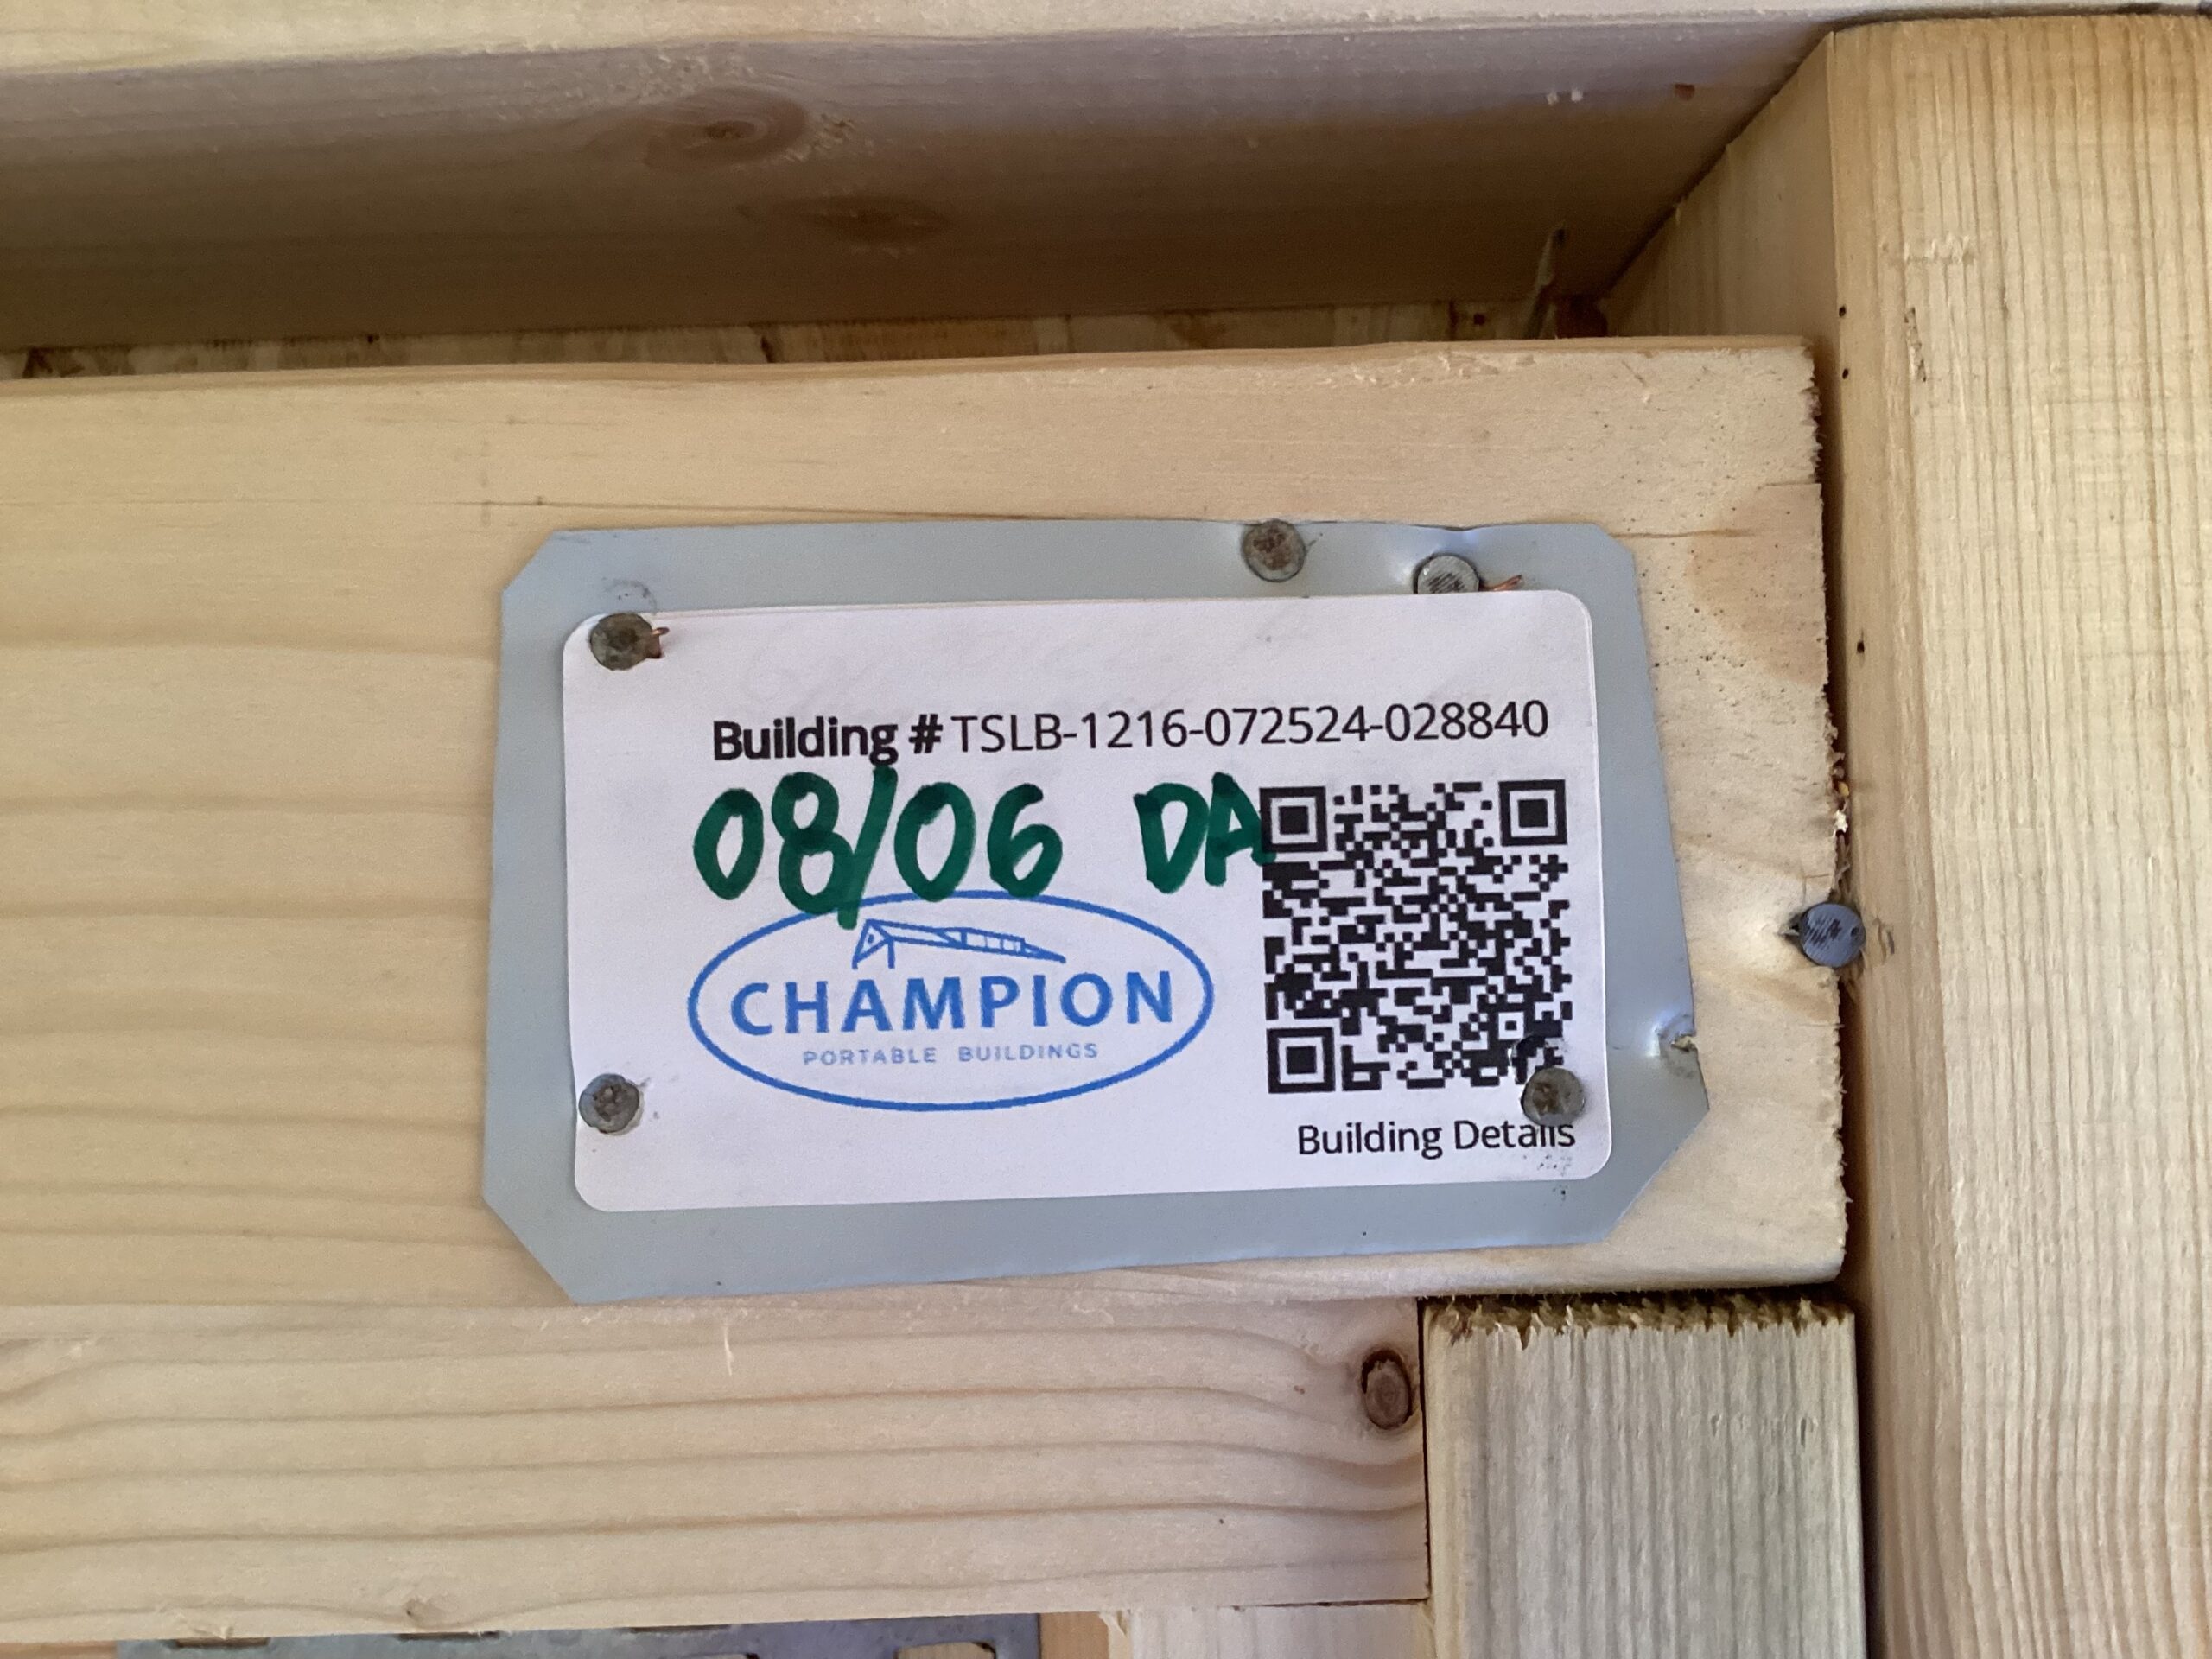 Building # TSLB-1216-072524-028840
08/06 DA
CHAMPION
PORTABLE BUILDINGS
Building Details